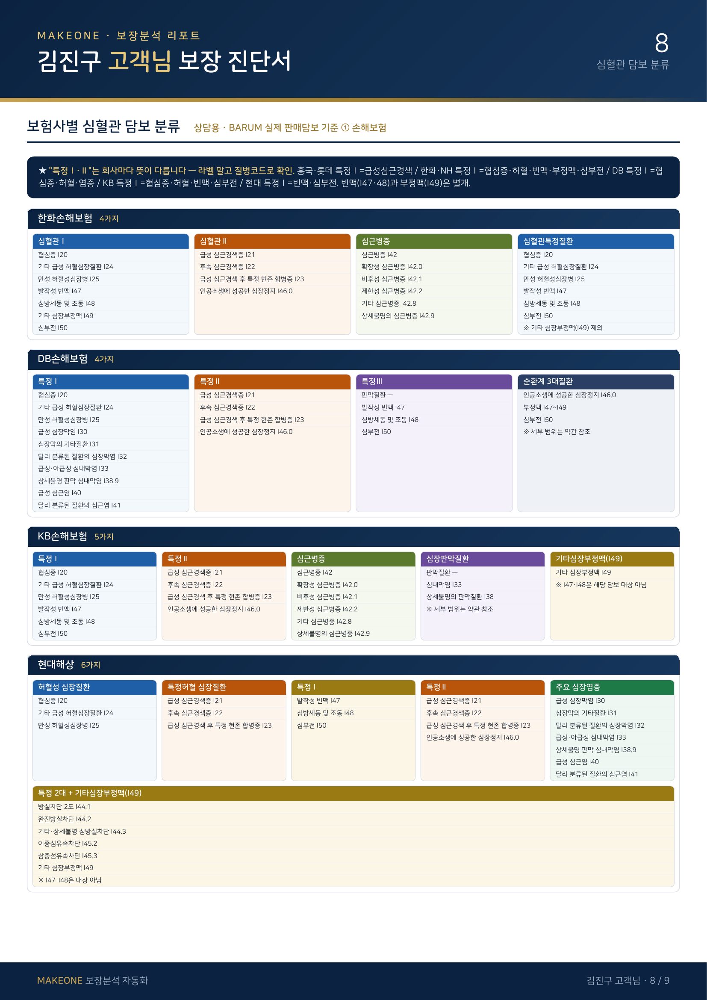 MAKEONE · 보장분석 리포트
김진구 고객님 보장 진단서
8
심혈관 담보 분류
보험사별 심혈관 담보 분류 상담용 · BARUM 실제 판매담보 기준 ① 손해보험
★ "특정Ⅰ·Ⅱ"는 회사마다 뜻이 다릅니다 — 라벨 말고 질병코드로 확인. 흥국·롯데 특정Ⅰ=급성심근경색 / 한화·NH 특정Ⅰ=협심증·허혈·빈맥·부정맥·심부전 / DB 특정Ⅰ=협
심증·허혈·염증 / KB 특정Ⅰ=협심증·허혈·빈맥·심부전 / 현대 특정Ⅰ=빈맥·심부전. 빈맥(I47·48)과 부정맥(I49)은 별개.
한화손해보험 4가지
심혈관Ⅰ
협심증 I20
기타 급성 허혈심장질환 I24
만성 허혈성심장병 I25
발작성 빈맥 I47
심방세동 및 조동 I48
기타 심장부정맥 I49
심부전 I50
심혈관Ⅱ
급성 심근경색증 I21
후속 심근경색증 I22
급성 심근경색 후 특정 현존 합병증 I23
인공소생에 성공한 심장정지 I46.0
심근병증
심근병증 I42
확장성 심근병증 I42.0
비후성 심근병증 I42.1
제한성 심근병증 I42.2
기타 심근병증 I42.8
상세불명의 심근병증 I42.9
심혈관특정질환
협심증 I20
기타 급성 허혈심장질환 I24
만성 허혈성심장병 I25
발작성 빈맥 I47
심방세동 및 조동 I48
심부전 I50
※ 기타 심장부정맥(I49) 제외
DB손해보험 4가지
특정Ⅰ
협심증 I20
기타 급성 허혈심장질환 I24
만성 허혈성심장병 I25
급성 심장막염 I30
심장막의 기타질환 I31
달리 분류된 질환의 심장막염 I32
급성·아급성 심내막염 I33
상세불명 판막 심내막염 I38.9
급성 심근염 I40
달리 분류된 질환의 심근염 I41
특정Ⅱ
급성 심근경색증 I21
후속 심근경색증 I22
급성 심근경색 후 특정 현존 합병증 I23
인공소생에 성공한 심장정지 I46.0
특정Ⅲ
판막질환 —
발작성 빈맥 I47
심방세동 및 조동 I48
심부전 I50
순환계 3대질환
인공소생에 성공한 심장정지 I46.0
부정맥 I47~I49
심부전 I50
※ 세부 범위는 약관 참조
KB손해보험 5가지
특정Ⅰ
협심증 I20
기타 급성 허혈심장질환 I24
만성 허혈성심장병 I25
발작성 빈맥 I47
심방세동 및 조동 I48
심부전 I50
특정Ⅱ
급성 심근경색증 I21
후속 심근경색증 I22
급성 심근경색 후 특정 현존 합병증 I23
인공소생에 성공한 심장정지 I46.0
심근병증
심근병증 I42
확장성 심근병증 I42.0
비후성 심근병증 I42.1
제한성 심근병증 I42.2
기타 심근병증 I42.8
상세불명의 심근병증 I42.9
심장판막질환
판막질환 —
심내막염 I33
상세불명의 판막질환 I38
※ 세부 범위는 약관 참조
기타심장부정맥(I49)
기타 심장부정맥 I49
※ I47·I48은 해당 담보 대상 아님
현대해상 6가지
허혈성 심장질환
협심증 I20
기타 급성 허혈심장질환 I24
만성 허혈성심장병 I25
특정허혈 심장질환
급성 심근경색증 I21
후속 심근경색증 I22
급성 심근경색 후 특정 현존 합병증 I23
특정Ⅰ
발작성 빈맥 I47
심방세동 및 조동 I48
심부전 I50
특정Ⅱ
급성 심근경색증 I21
후속 심근경색증 I22
급성 심근경색 후 특정 현존 합병증 I23
인공소생에 성공한 심장정지 I46.0
주요 심장염증
급성 심장막염 I30
심장막의 기타질환 I31
달리 분류된 질환의 심장막염 I32
급성·아급성 심내막염 I33
상세불명 판막 심내막염 I38.9
급성 심근염 I40
달리 분류된 질환의 심근염 I41
특정 2대 + 기타심장부정맥(I49)
방실차단 2도 I44.1
완전방실차단 I44.2
기타·상세불명 심방실차단 I44.3
이중섬유속차단 I45.2
삼중섬유속차단 I45.3
기타 심장부정맥 I49
※ I47·I48은 대상 아님
MAKEONE 보장분석 자동화
김진구 고객님 · 8 / 9